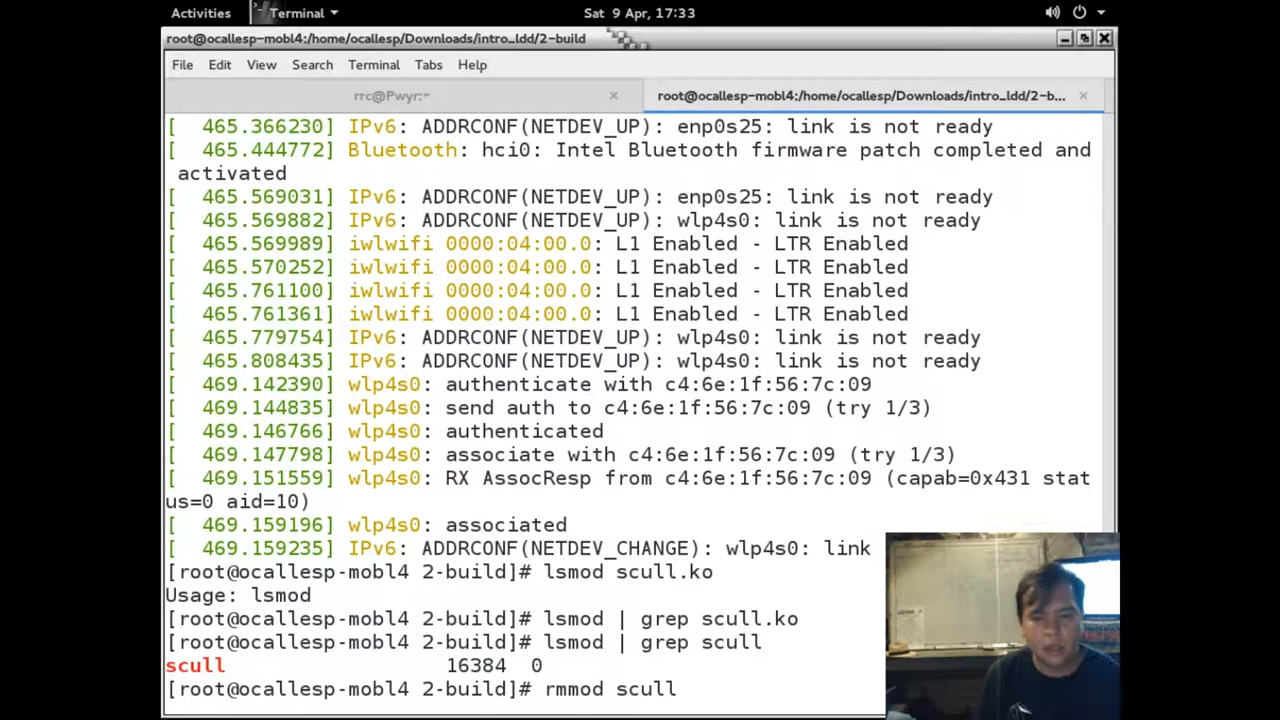 Activities Terminal Sat 9 Apr, 17:33
root@ocallesp-mobl4:/home/ocallesp/Downloads/intro_ldd/2-build
File Edit View Search Terminal Tabs Help
rrc@Pwyr:~ root@ocallesp-mobl4:/home/ocallesp/Downloads/intro_ldd/2-b...
[  465.366230] IPv6: ADDRCONF(NETDEV_UP): enp0s25: link is not ready
[  465.444772] Bluetooth: hci0: Intel Bluetooth firmware patch completed and
activated
[  465.569031] IPv6: ADDRCONF(NETDEV_UP): enp0s25: link is not ready
[  465.569882] IPv6: ADDRCONF(NETDEV_UP): wlp4s0: link is not ready
[  465.569989] iwlwifi 0000:04:00.0: L1 Enabled - LTR Enabled
[  465.570252] iwlwifi 0000:04:00.0: L1 Enabled - LTR Enabled
[  465.761100] iwlwifi 0000:04:00.0: L1 Enabled - LTR Enabled
[  465.761361] iwlwifi 0000:04:00.0: L1 Enabled - LTR Enabled
[  465.779754] IPv6: ADDRCONF(NETDEV_UP): wlp4s0: link is not ready
[  465.808435] IPv6: ADDRCONF(NETDEV_UP): wlp4s0: link is not ready
[  469.142390] wlp4s0: authenticate with c4:6e:1f:56:7c:09
[  469.144835] wlp4s0: send auth to c4:6e:1f:56:7c:09 (try 1/3)
[  469.146766] wlp4s0: authenticated
[  469.147798] wlp4s0: associate with c4:6e:1f:56:7c:09 (try 1/3)
[  469.151559] wlp4s0: RX AssocResp from c4:6e:1f:56:7c:09 (capab=0x431 stat
us=0 aid=10)
[  469.159196] wlp4s0: associated
[  469.159235] IPv6: ADDRCONF(NETDEV_CHANGE): wlp4s0: link
[root@ocallesp-mobl4 2-build]# lsmod scull.ko
Usage: lsmod
[root@ocallesp-mobl4 2-build]# lsmod | grep scull.ko
[root@ocallesp-mobl4 2-build]# lsmod | grep scull
scull 16384 0
[root@ocallesp-mobl4 2-build]# rmmod scull